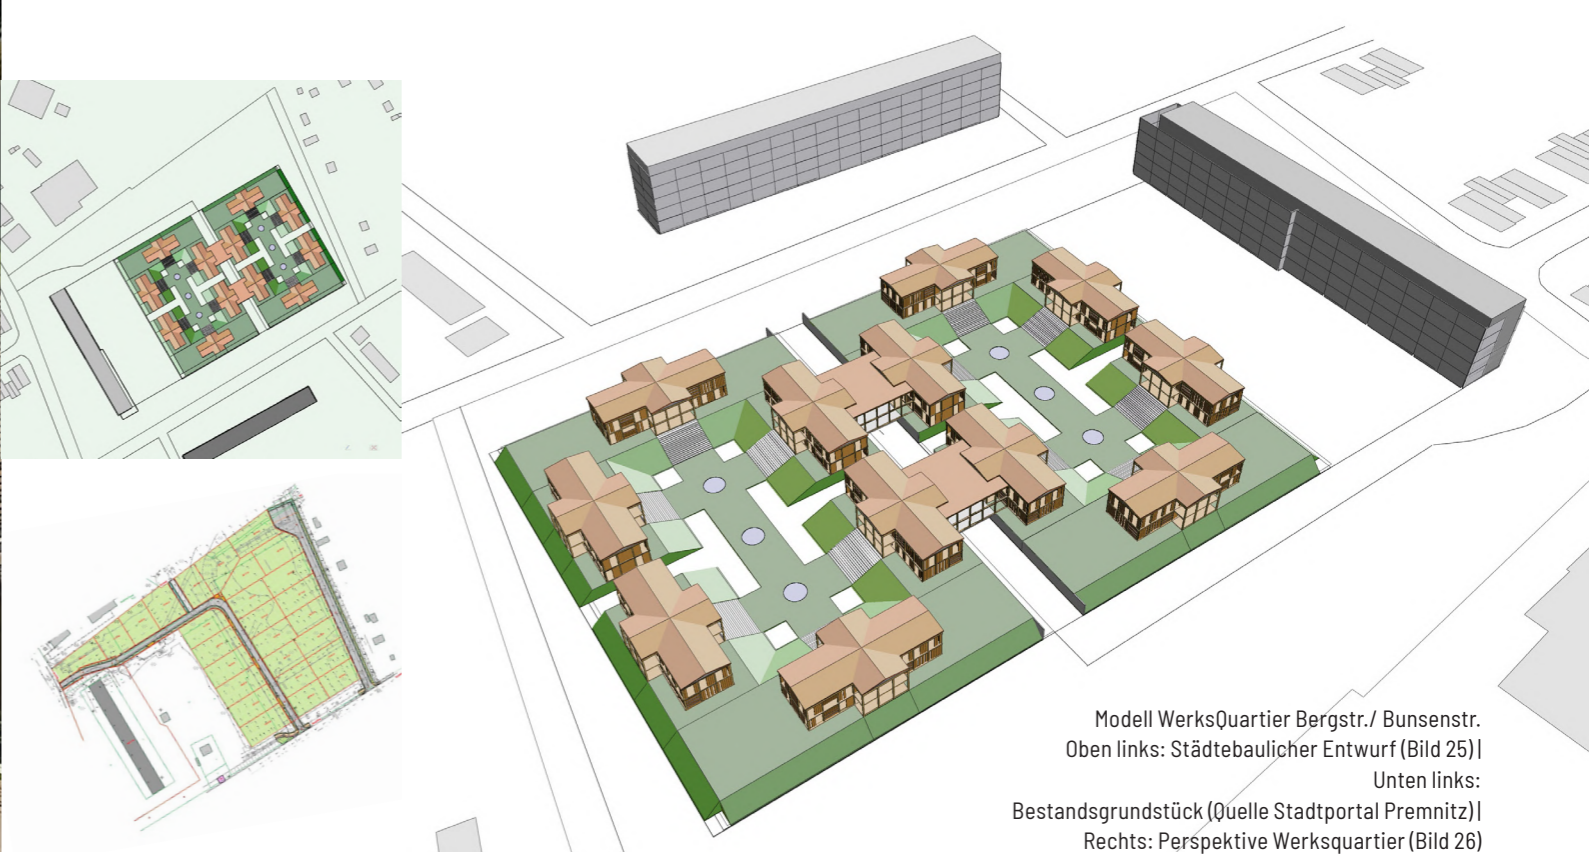 Modell WerksQuartier Bergstr./ Bunsenstr.
Oben links: Städtebaulicher Entwurf (Bild 25) |
Unten links:
Bestandsgrundstück (Quelle Stadtportal Premnitz) |
Rechts: Perspektive Werksquartier (Bild 26)